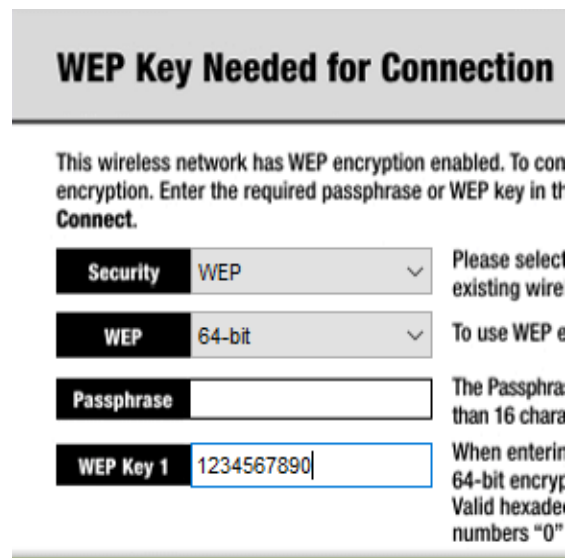 WEP Key Needed for Connection
This wireless network has WEP encryption enabled. To con
encryption. Enter the required passphrase or WEP key in th
Connect.
Security WEP Please select
existing wire
WEP 64-bit To use WEP e
Passphrase The Passphras
than 16 chara
WEP Key 1 1234567890 When enterin
64-bit encryp
Valid hexadec
numbers “0”